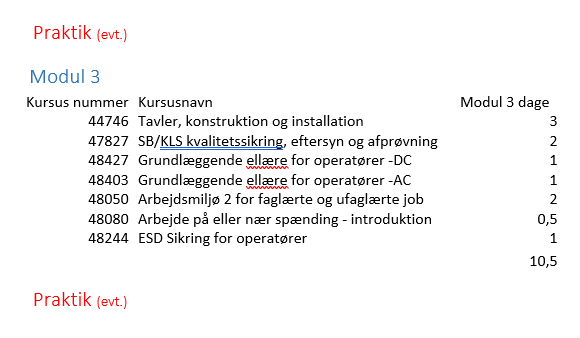 Praktik (evt.)
Modul 3
Kursus nummer Kursusnavn Modul 3 dage
44746 Tavler, konstruktion og installation 3
47827 SB/KLS kvalitetssikring, eftersyn og afprøvning 2
48427 Grundlæggende ellære for operatører -DC 1
48403 Grundlæggende ellære for operatører -AC 1
48050 Arbejdsmiljø 2 for faglærte og ufaglærte job 2
48080 Arbejde på eller nær spænding - introduktion 0,5
48244 ESD Sikring for operatører 1
10,5
Praktik (evt.)